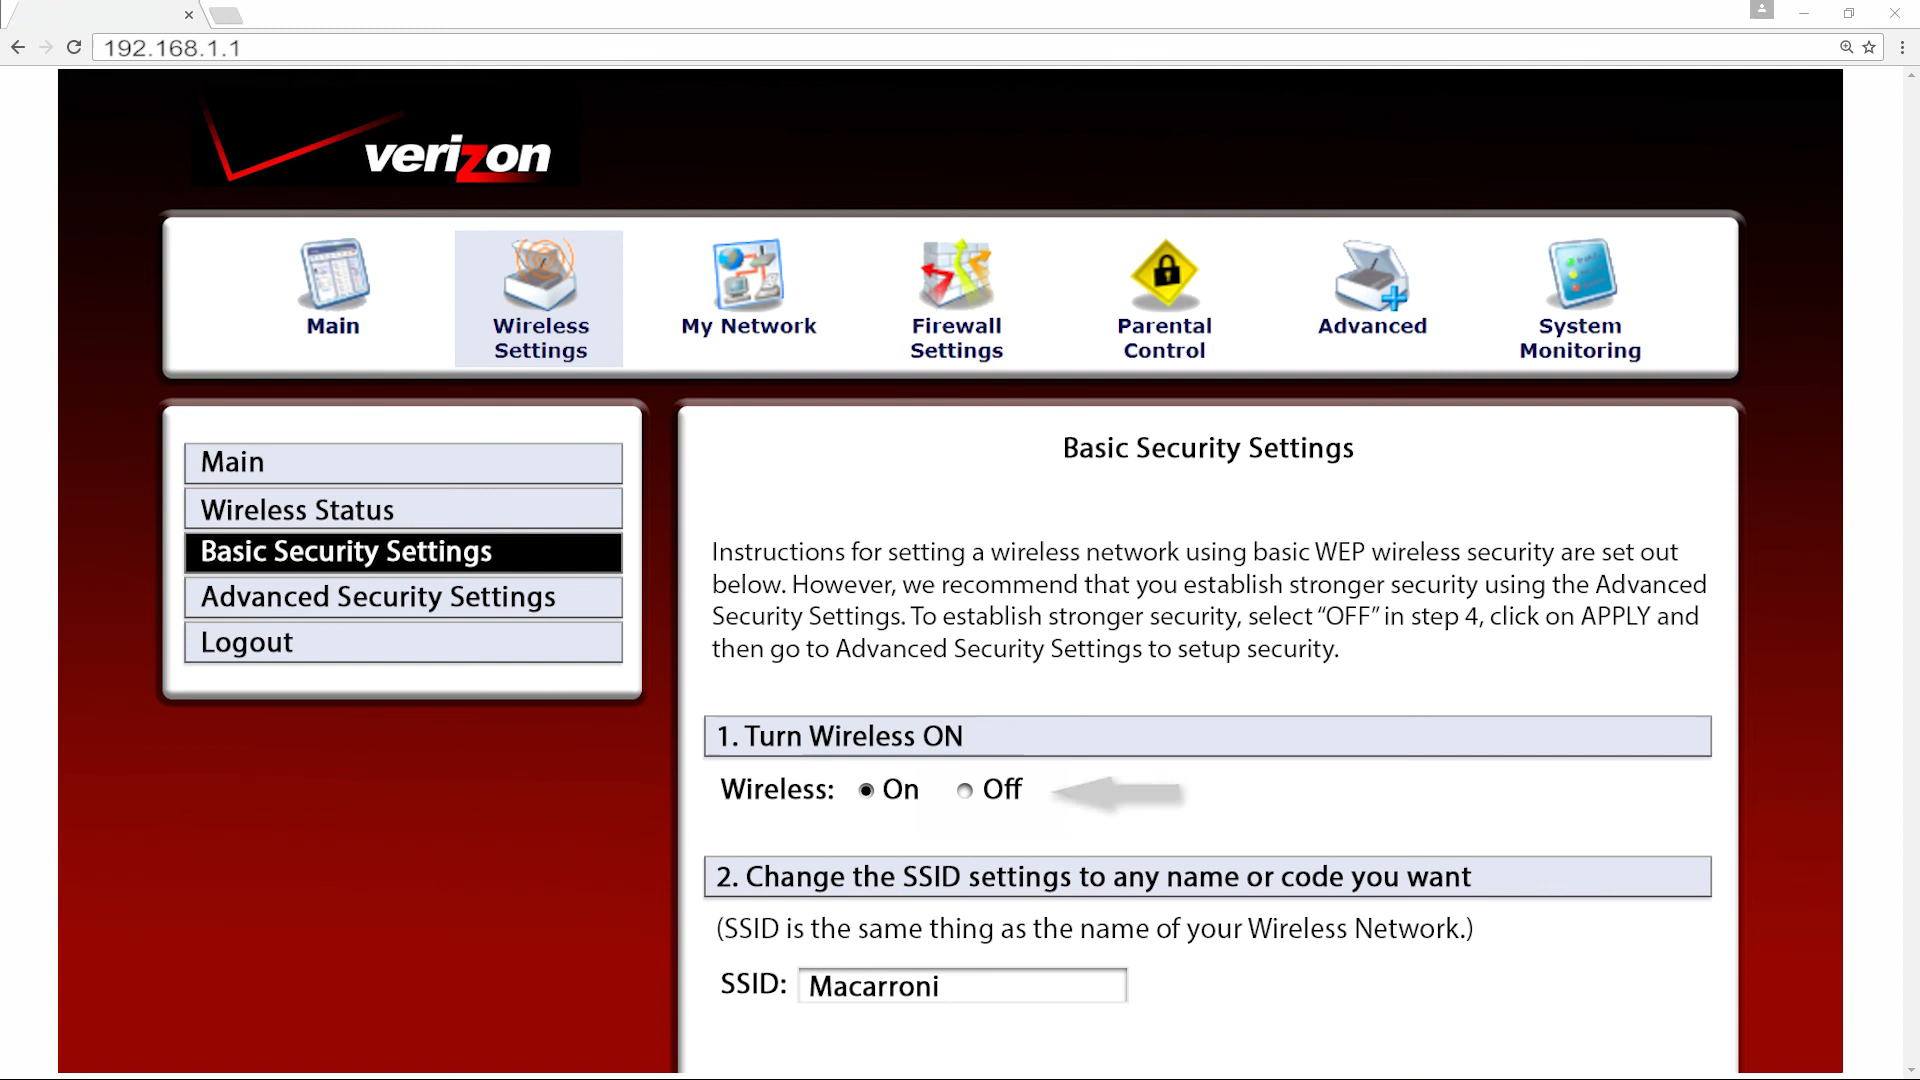 192.168.1.1
verizon
Main
Wireless
Settings
My Network
Firewall
Settings
Parental
Control
Advanced
System
Monitoring
Main
Wireless Status
Basic Security Settings
Advanced Security Settings
Logout
Basic Security Settings
Instructions for setting a wireless network using basic WEP wireless security are set out
below. However, we recommend that you establish stronger security using the Advanced
Security Settings. To establish stronger security, select “OFF” in step 4, click on APPLY and
then go to Advanced Security Settings to setup security.
1. Turn Wireless ON
Wireless: On Off
2. Change the SSID settings to any name or code you want
(SSID is the same thing as the name of your Wireless Network.)
SSID: Macarroni